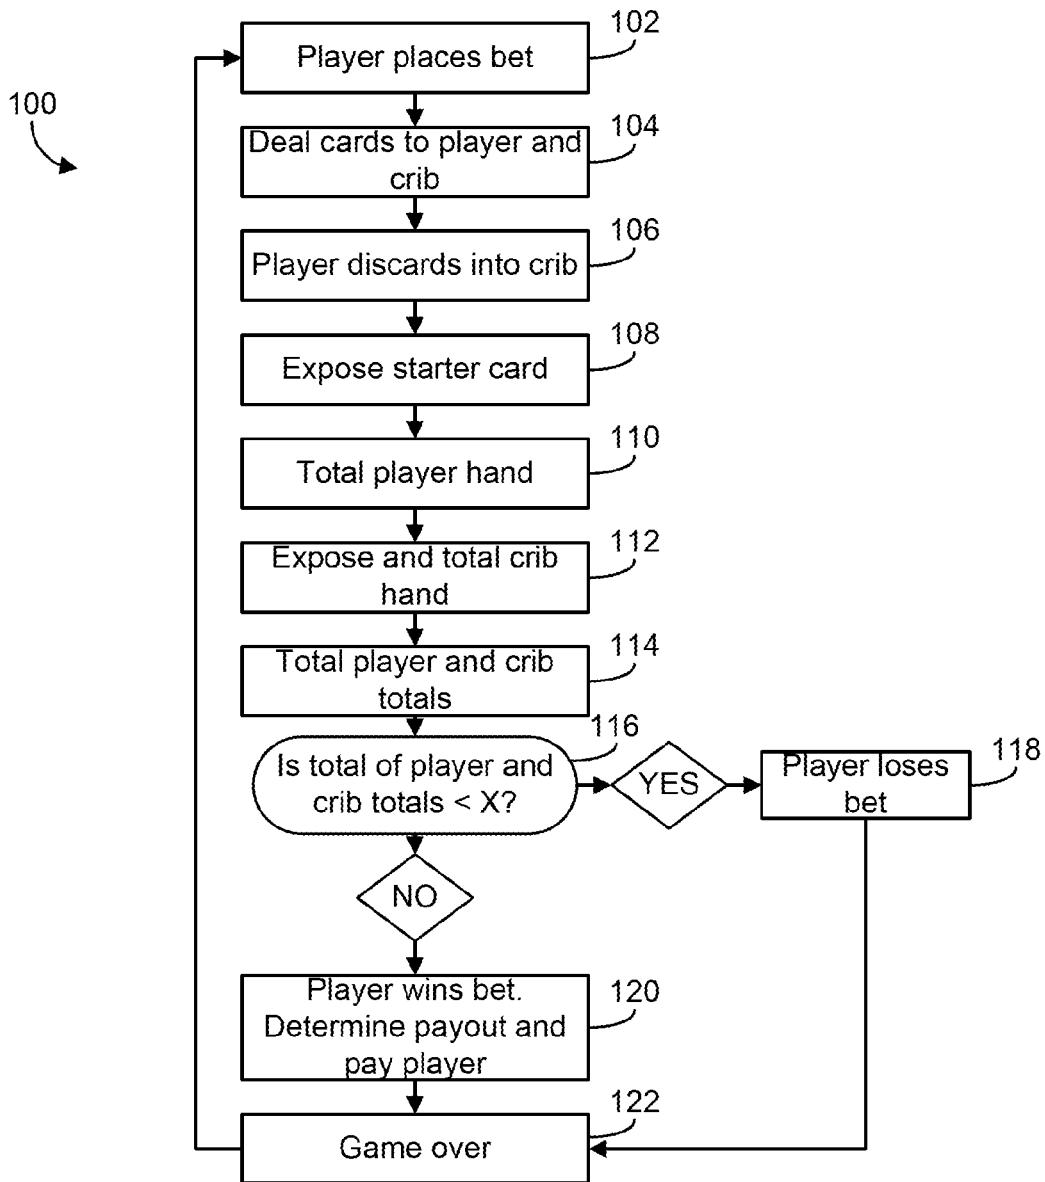 102
Player places bet
100
104
Deal cards to player and
crib
106
Player discards into crib
108
Expose starter card
110
Total player hand
112
Expose and total crib
hand
114
Total player and crib
totals
116
Is total of player and
crib totals < X?
YES
Player loses
bet
118
NO
Player wins bet.
Determine payout and
pay player
120
122
Game over